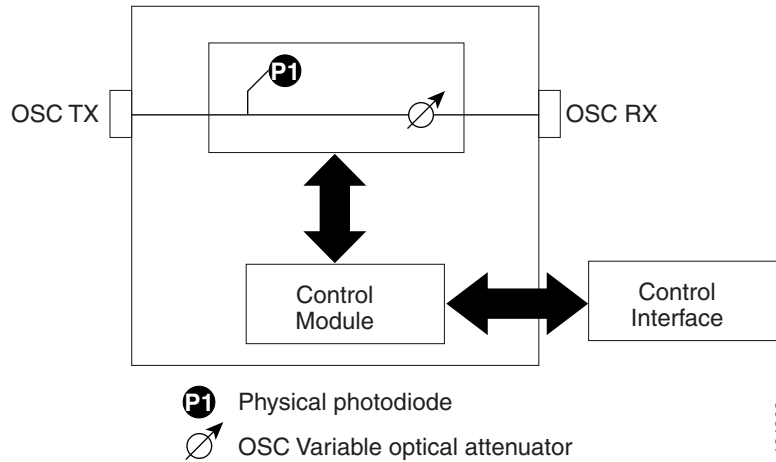 P1
OSC TX
OSC RX
Control
Module
Control
Interface
P1 Physical photodiode
OSC Variable optical attenuator